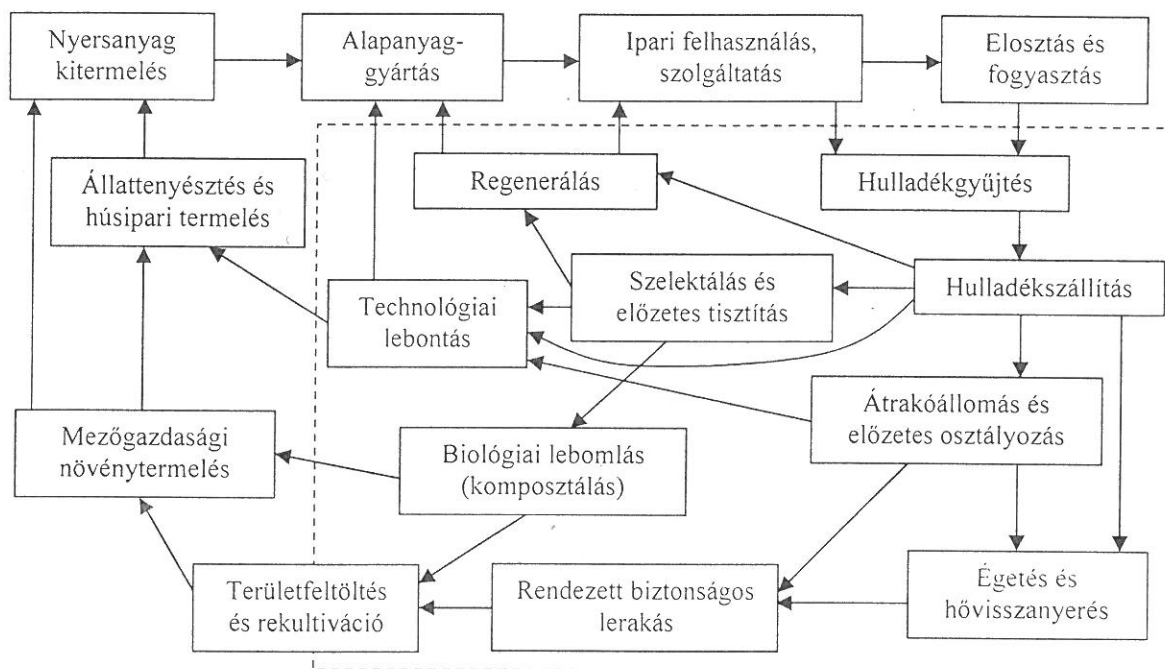 Nyersanyag
kitermelés
Alapanyag-
gyártás
Ipari felhasználás,
szolgáltatás
Elosztás és
fogyasztás
Állattenyésztés és
húsipari termelés
Regenerálás
Hulladékgyűjtés
Technológiai
lebontás
Szelektálás és
előzetes tisztítás
Hulladékszállítás
Mezőgazdasági
növénytermelés
Biológiai lebomlás
(komposztálás)
Átrakóállomás és
előzetes osztályozás
Területfeltöltés
és rekultiváció
Rendezett biztonságos
lerakás
Égetés és
hővisszanyerés